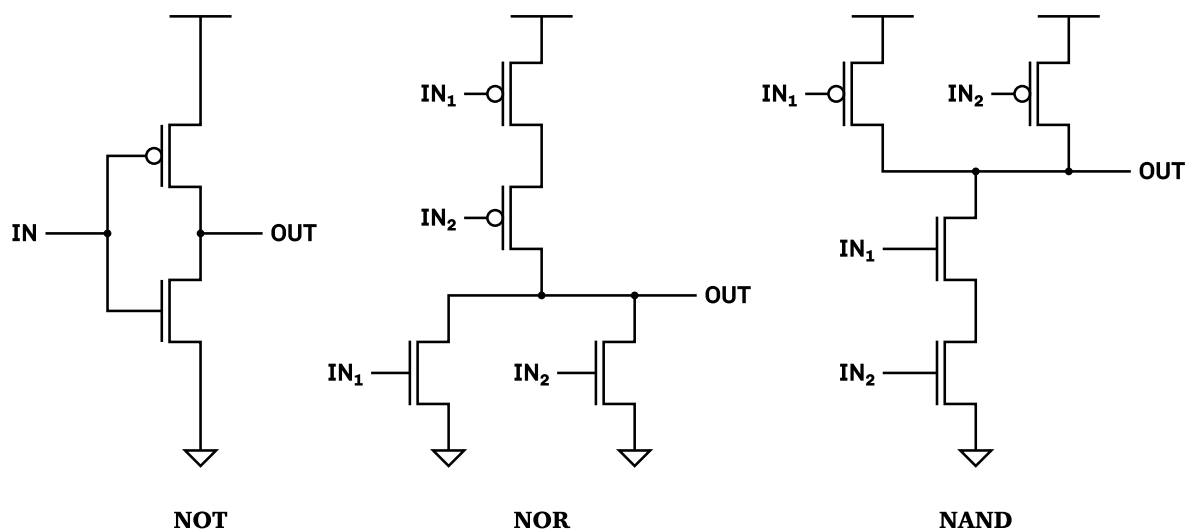 IN
OUT
NOT
IN₁
IN₂
OUT
IN₁
IN₂
NOR
IN₁
IN₂
OUT
IN₁
IN₂
NAND